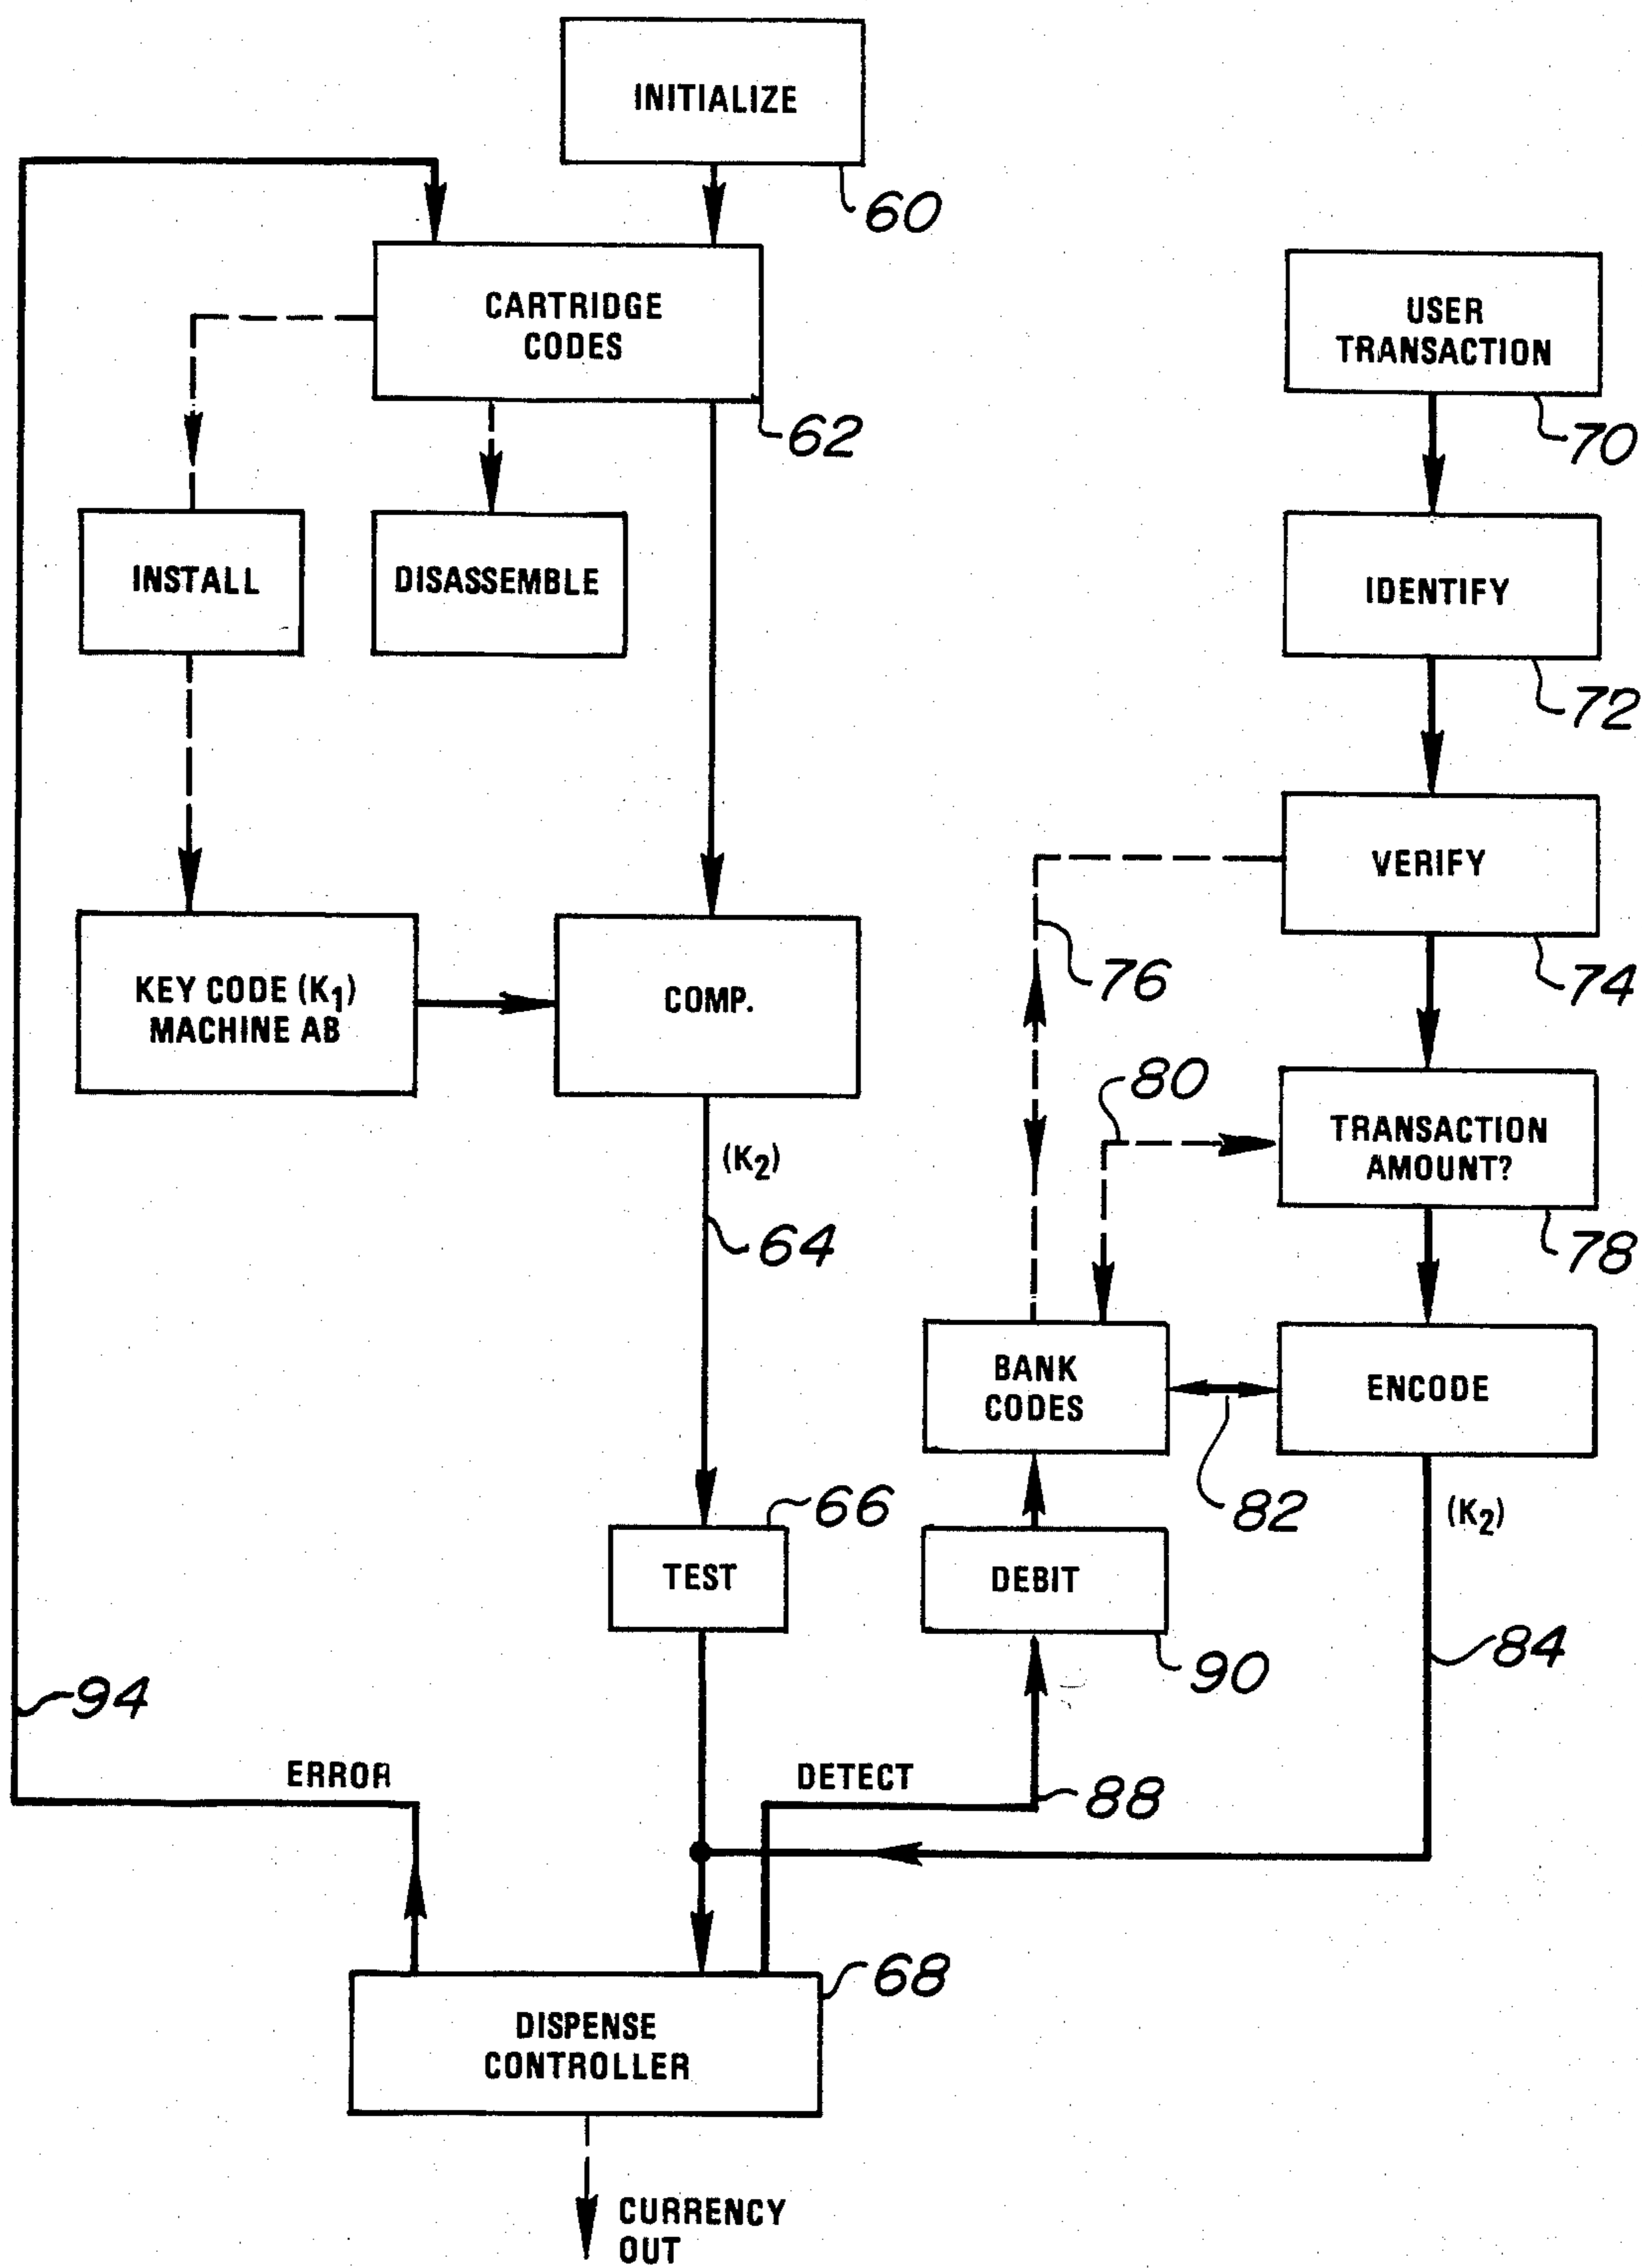 INITIALIZE
60
CARTRIDGE
CODES
62
USER
TRANSACTION
70
INSTALL
DISASSEMBLE
IDENTIFY
72
VERIFY
74
76
KEY CODE (K1)
MACHINE AB
COMP.
80
TRANSACTION
AMOUNT?
78
(K2)
64
BANK
CODES
ENCODE
82
66
(K2)
TEST
DEBIT
90
84
94
ERROR
DETECT
88
68
DISPENSE
CONTROLLER
CURRENCY
OUT